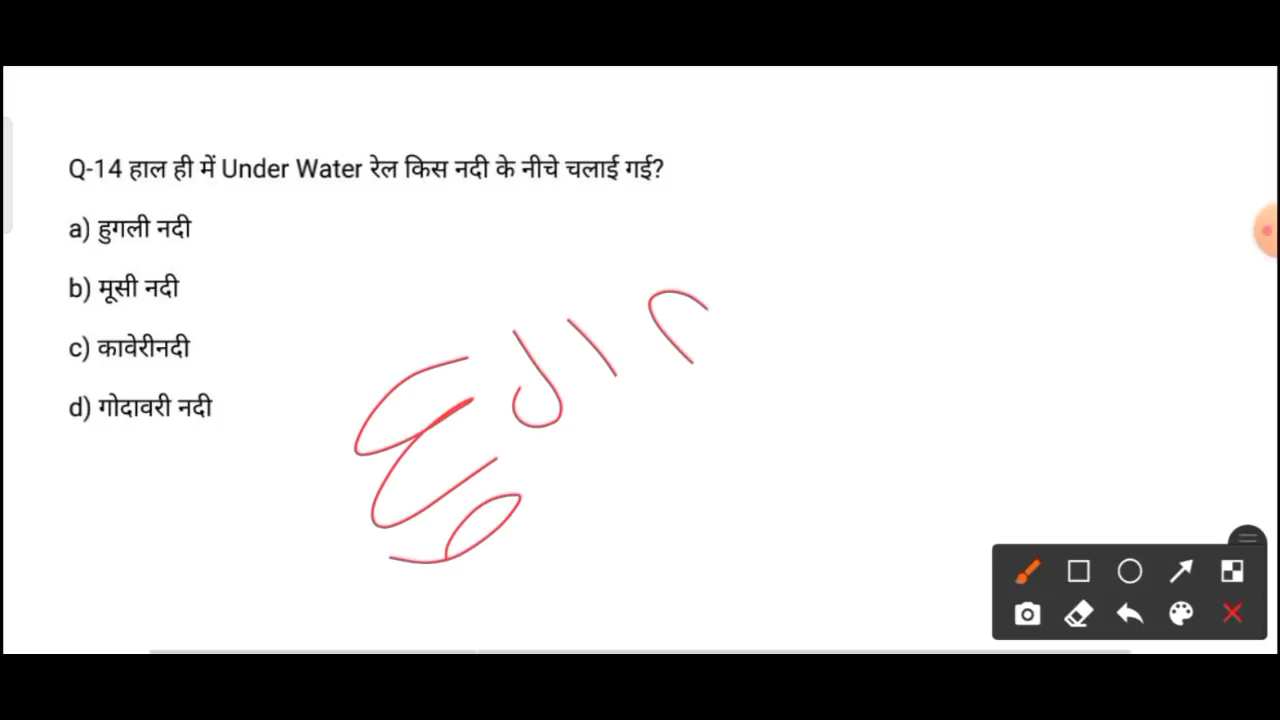 Q-14 हाल ही में Under Water रेल किस नदी के नीचे चलाई गई?
a) हुगली नदी
b) मूसी नदी
c) कावेरीनदी
d) गोदावरी नदी